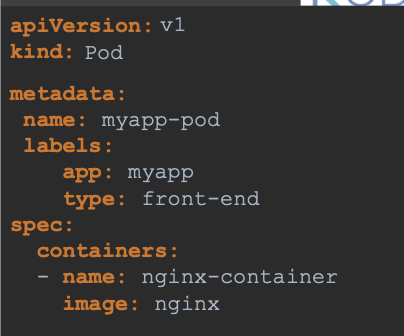 apiVersion: v1
kind: Pod
metadata:
 name: myapp-pod
 labels:
    app: myapp
    type: front-end
spec:
  containers:
  - name: nginx-container
    image: nginx